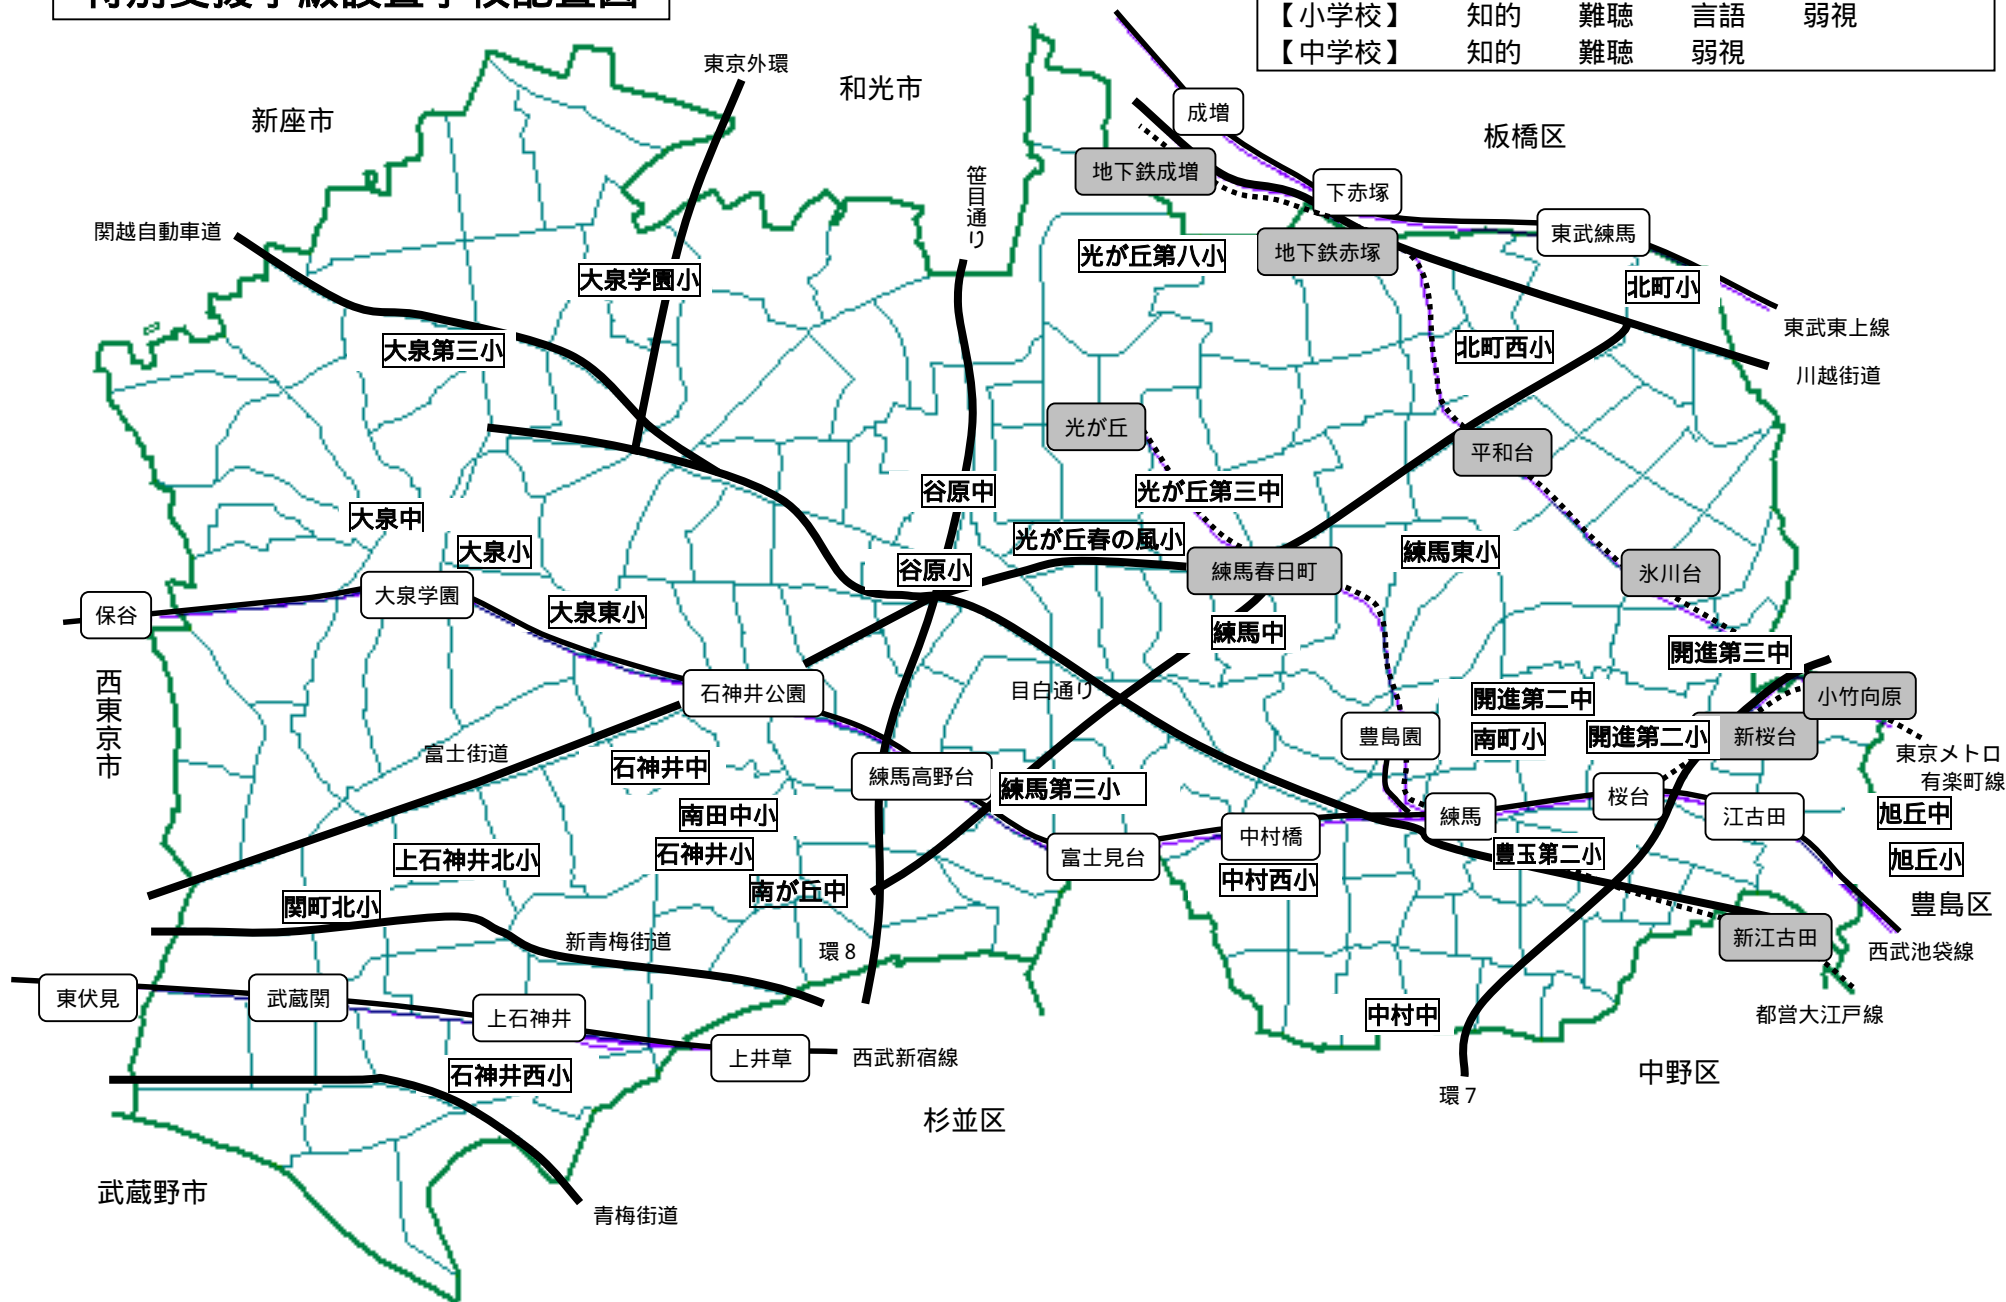 特別支援学級設置学校配置図
【小学校】 知的 難聴 言語 弱視
【中学校】 知的 難聴 弱視
東京外環
和光市
新座市
成増
板橋区
地下鉄成増
笹目通り
下赤塚
関越自動車道
東武練馬
地下鉄赤塚
光が丘第八小
大泉学園小
北町小
東武東上線
大泉第三小
北町西小
川越街道
光が丘
平和台
谷原中
光が丘第三中
大泉中
光が丘春の風小
大泉小
練馬東小
谷原小
練馬春日町
氷川台
大泉学園
保谷
大泉東小
練馬中
開進第三中
西東京市
石神井公園
目白通り
開進第二中
小竹向原
豊島園
南町小
開進第二小
新桜台
富士街道
東京メトロ
有楽町線
石神井中
練馬高野台
練馬第三小
桜台
南田中小
練馬
江古田
旭丘中
中村橋
石神井小
富士見台
豊玉第二小
旭丘小
上石神井北小
中村西小
南が丘中
関町北小
豊島区
新青梅街道
環8
新江古田
西武池袋線
東伏見
武蔵関
上石神井
中村中
都営大江戸線
上井草
西武新宿線
石神井西小
中野区
環7
杉並区
武蔵野市
青梅街道